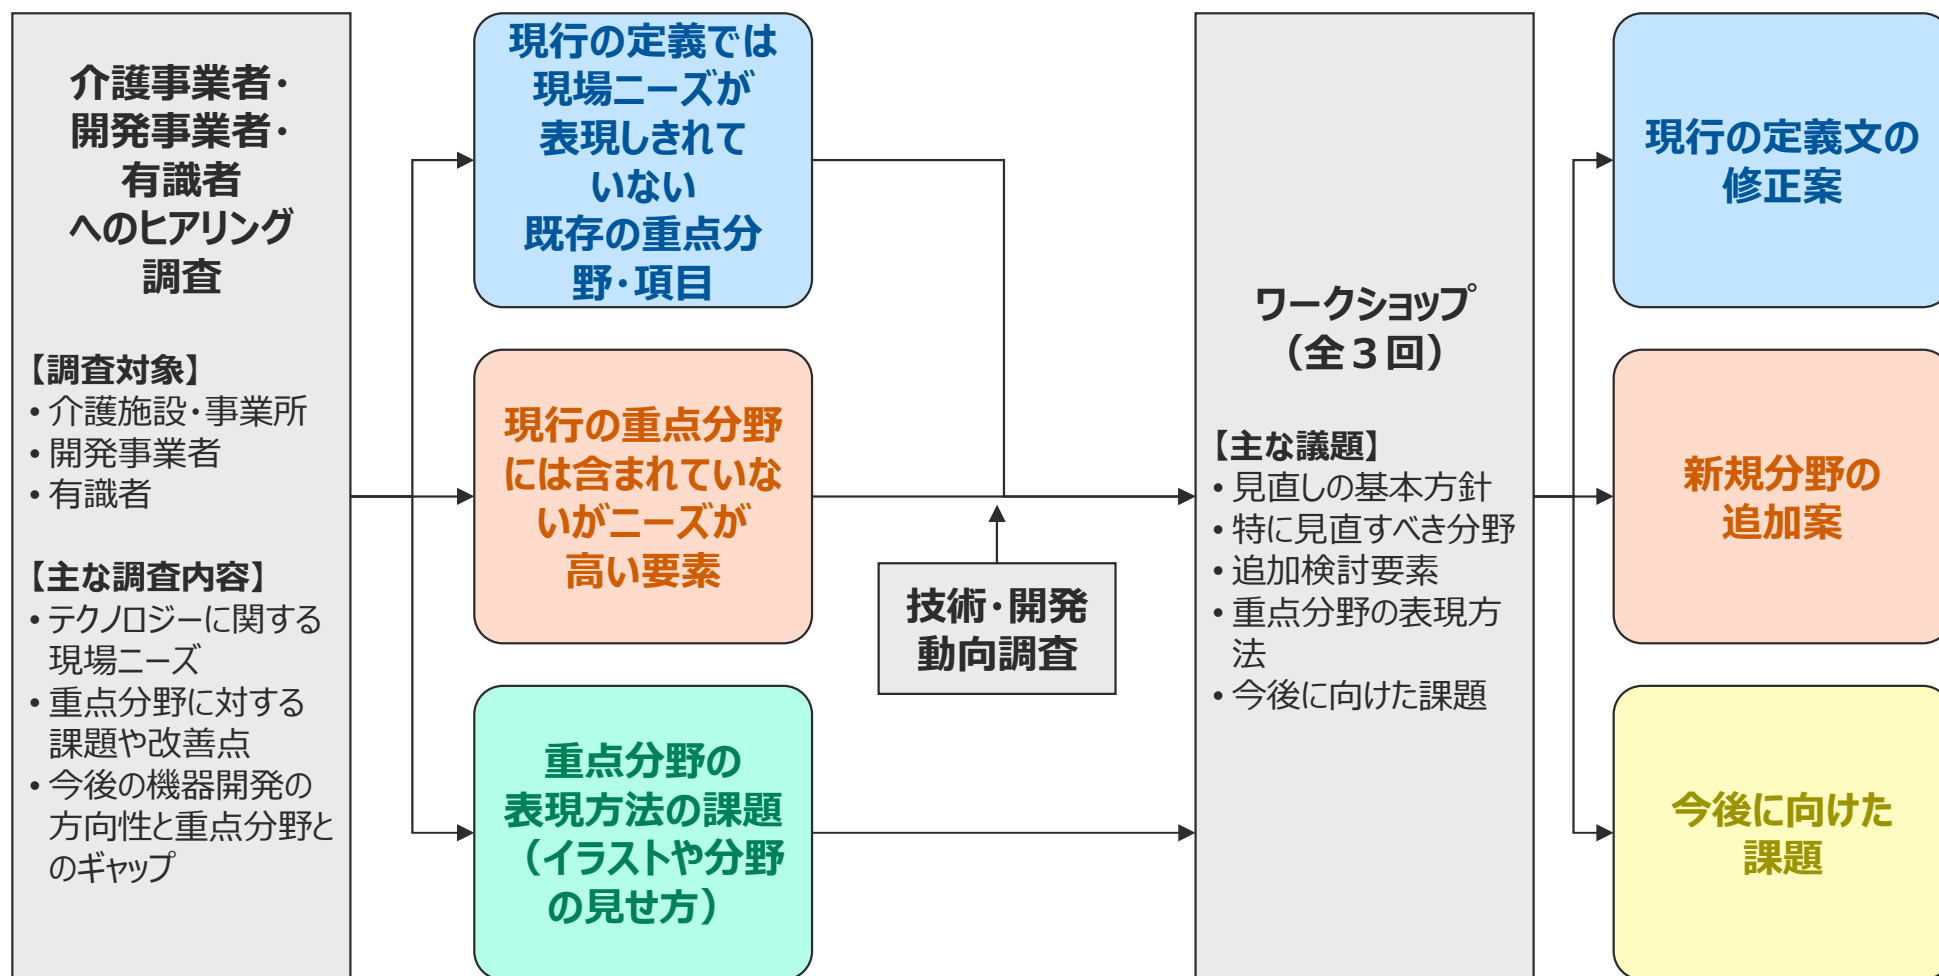 介護事業者・
開発事業者・
有識者
へのヒアリング
調査
【調査対象】
• 介護施設・事業所
• 開発事業者
• 有識者
【主な調査内容】
• テクノロジーに関する
現場ニーズ
• 重点分野に対する
課題や改善点
• 今後の機器開発の
方向性と重点分野と
のギャップ
現行の定義では
現場ニーズが
表現しきれて
いない
既存の重点分
野・項目
現行の重点分野
には含まれていな
いがニーズが
高い要素
重点分野の
表現方法の課題
（イラストや分野
の見せ方）
技術・開発
動向調査
ワークショップ
（全３回）
【主な議題】
• 見直しの基本方針
• 特に見直すべき分野
• 追加検討要素
• 重点分野の表現方
法
• 今後に向けた課題
現行の定義文の
修正案
新規分野の
追加案
今後に向けた
課題